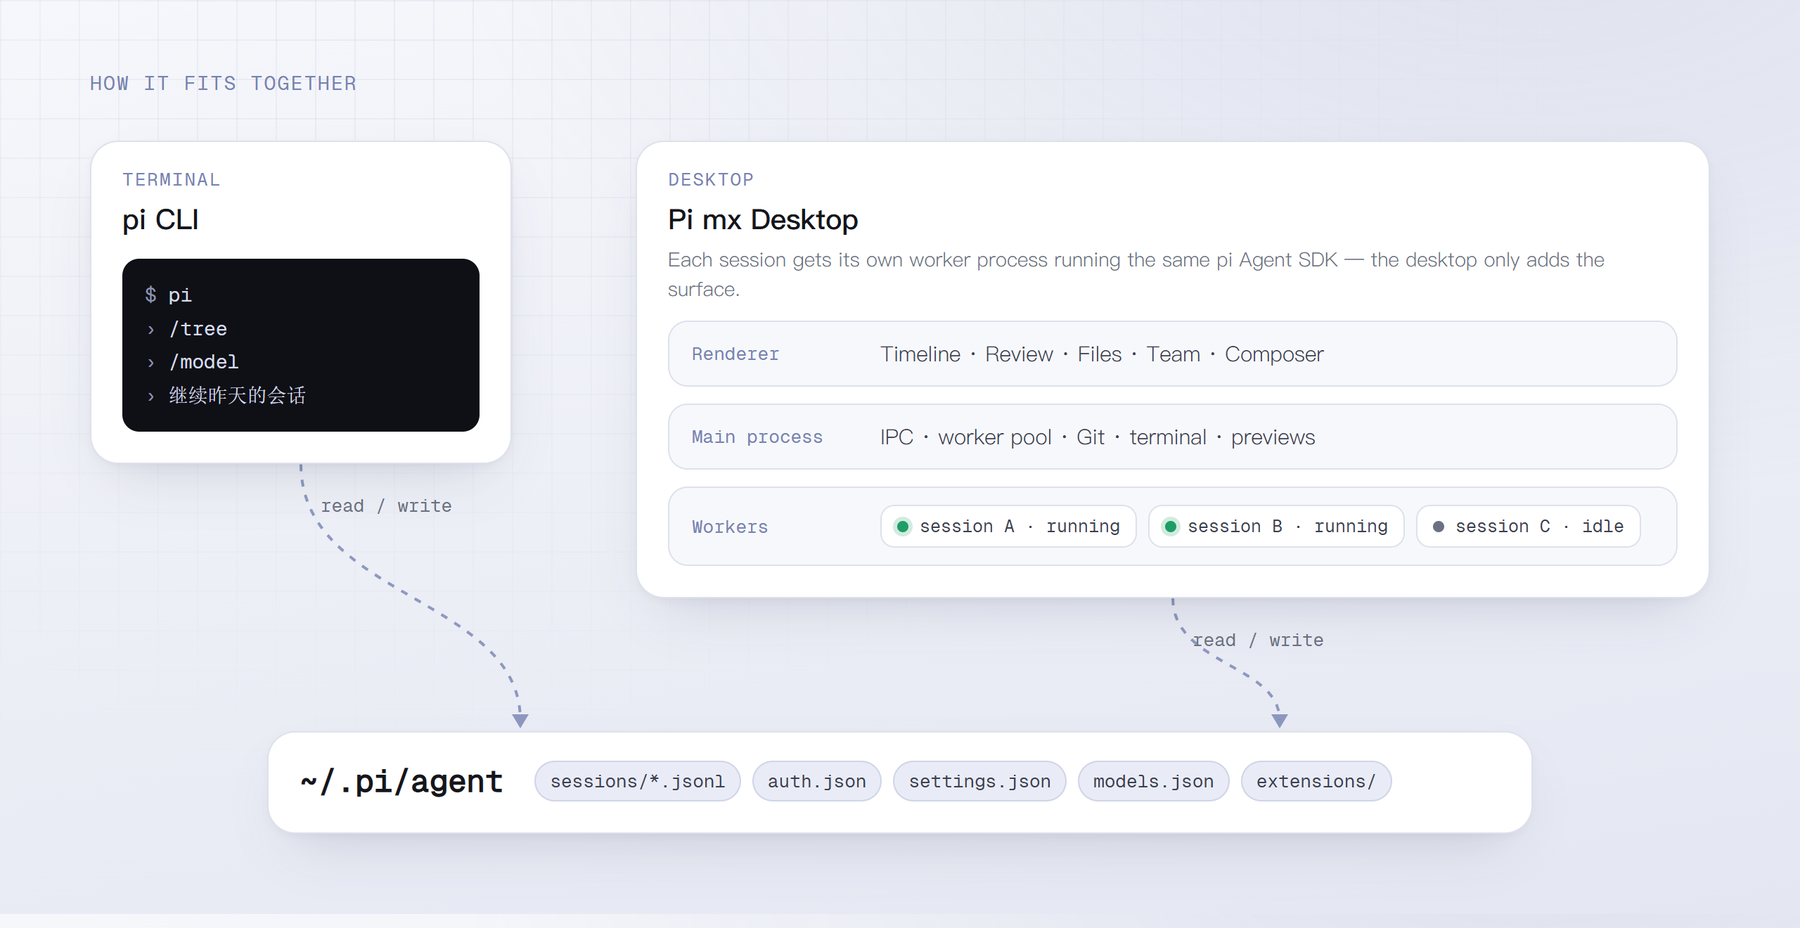 HOW IT FITS TOGETHER
TERMINAL
pi CLI
$ pi
› /tree
› /model
› 继续昨天的会话
read / write
DESKTOP
Pi mx Desktop
Each session gets its own worker process running the same pi Agent SDK — the desktop only adds the
surface.
Renderer Timeline · Review · Files · Team · Composer
Main process IPC · worker pool · Git · terminal · previews
Workers session A · running session B · running session C · idle
read / write
~/.pi/agent sessions/*.jsonl auth.json settings.json models.json extensions/